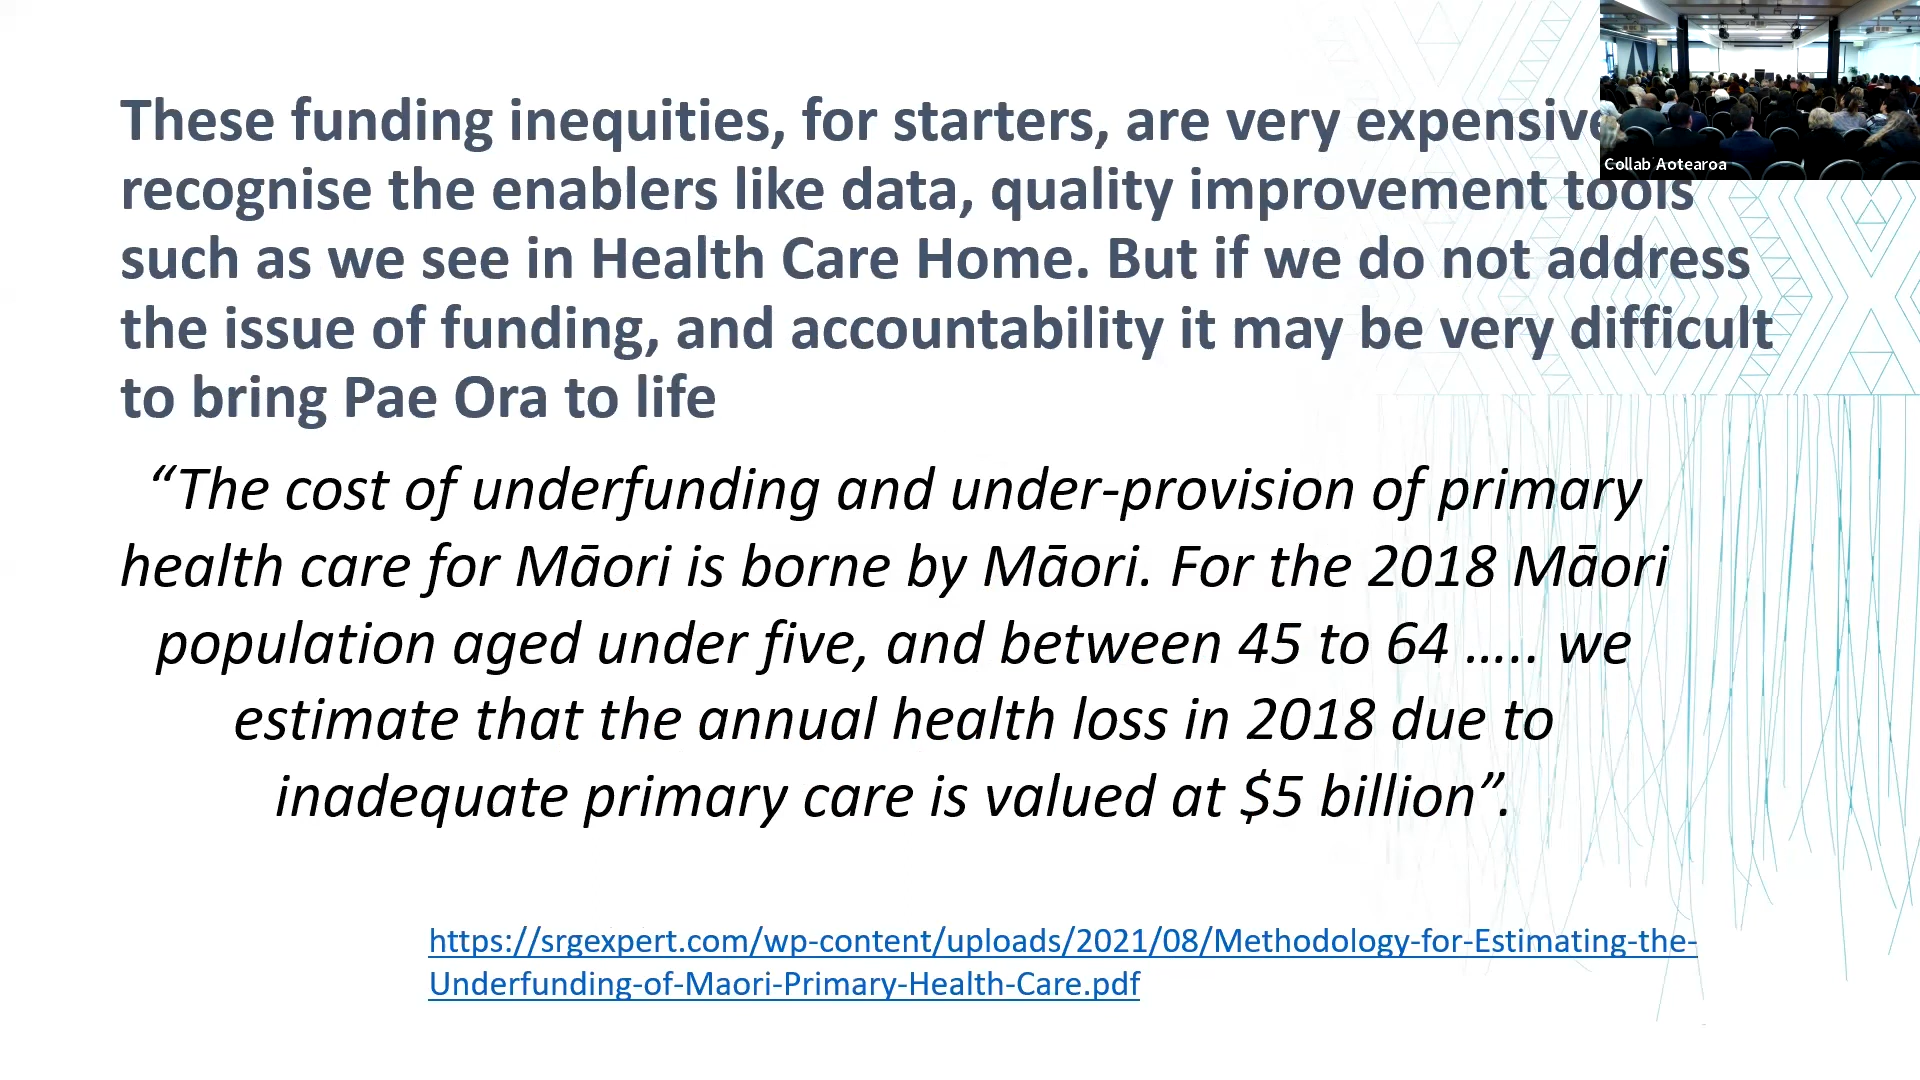 These funding inequities, for starters, are very expensive
recognise the enablers like data, quality improvement tools
such as we see in Health Care Home. But if we do not address
the issue of funding, and accountability it may be very difficult
to bring Pae Ora to life
“The cost of underfunding and under-provision of primary
health care for Māori is borne by Māori. For the 2018 Māori
population aged under five, and between 45 to 64 ..... we
estimate that the annual health loss in 2018 due to
inadequate primary care is valued at $5 billion”.
https://srgexpert.com/wp-content/uploads/2021/08/Methodology-for-Estimating-the-
Underfunding-of-Maori-Primary-Health-Care.pdf
Collab Aotearoa